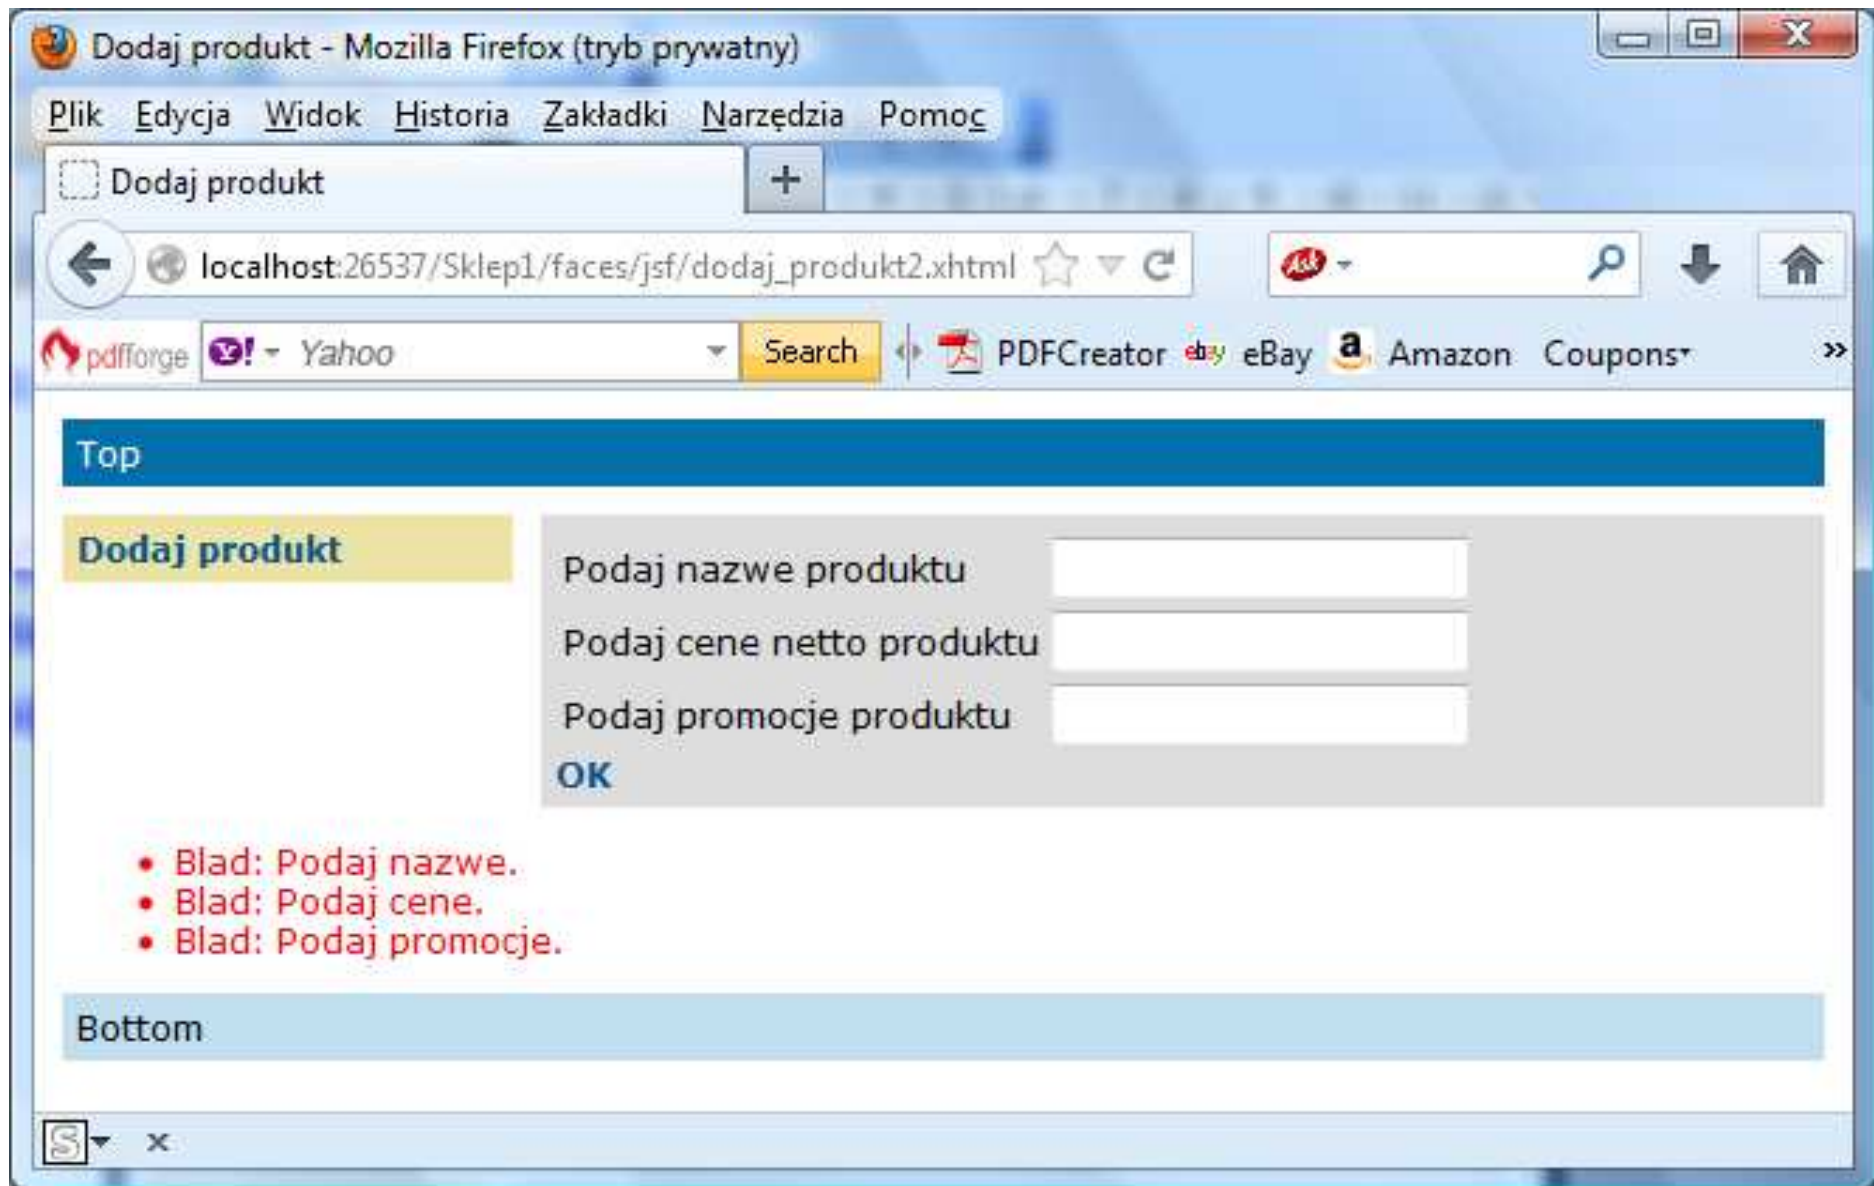 Dodaj produkt - Mozilla Firefox (tryb prywatny)
Plik Edycja Widok Historia Zakładki Narzędzia Pomoc
Dodaj produkt
localhost:26537/Sklep1/faces/jsf/dodaj_produkt2.xhtml Ask
pdfforge Y! Yahoo Search PDFCreator ebay eBay a Amazon Coupons
Top
Dodaj produkt
Podaj nazwe produktu
Podaj cene netto produktu
Podaj promocje produktu
OK
• Blad: Podaj nazwe.
• Blad: Podaj cene.
• Blad: Podaj promocje.
Bottom
S